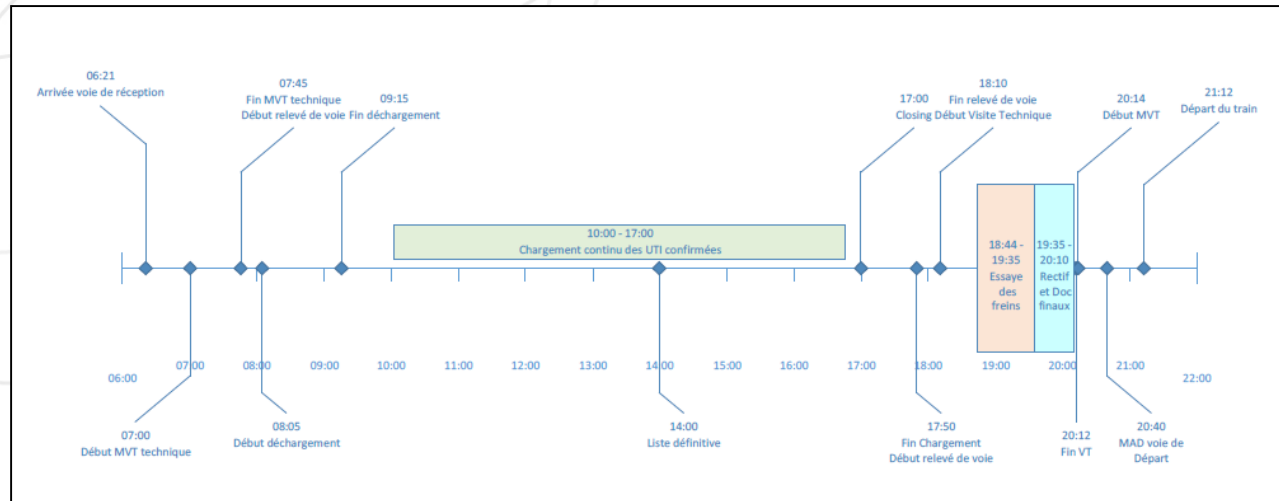 06:21
Arrivée voie de réception
07:45
Fin MVT technique
Début relevé de voie
09:15
Fin déchargement
17:00
Closing
18:10
Fin relevé de voie
Début Visite Technique
20:14
Début MVT
21:12
Départ du train
10:00 - 17:00
Chargement continu des UTI confirmées
18:44 -
19:35
Essaye
des
freins
19:35 -
20:10
Rectif
et Doc
finaux
06:00
07:00
08:00
09:00
10:00
11:00
12:00
13:00
14:00
15:00
16:00
17:00
18:00
19:00
20:00
21:00
22:00
07:00
Début MVT technique
08:05
Début déchargement
14:00
Liste définitive
17:50
Fin Chargement
Début relevé de voie
20:12
Fin VT
20:40
MAD voie de
Départ